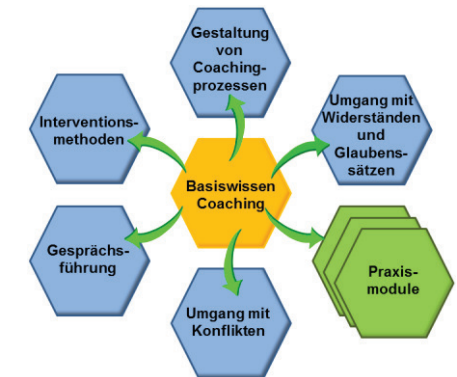 Gestaltung
von
Coaching-
prozessen
Umgang mit
Widerständen
und
Glaubens-
sätzen
Interventions-
methoden
Basiswissen
Coaching
Gesprächs-
führung
Praxis-
module
Umgang mit
Konflikten